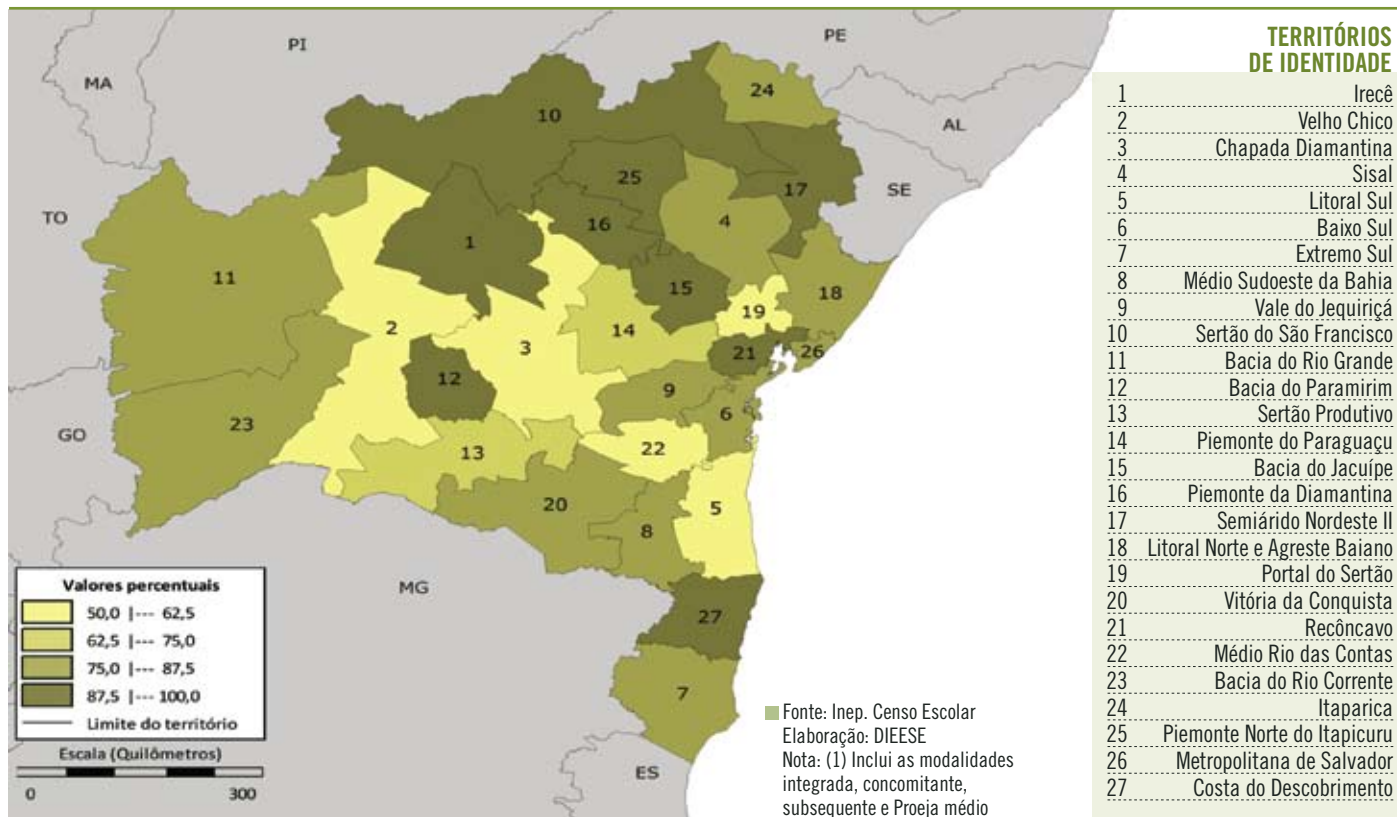 PI
PE
MA
AL
SE
TO
GO
MG
ES
24
10
25
17
16
4
1
11
15
18
19
2
14
3
21
26
12
9
6
23
22
13
5
20
8
27
7
Valores percentuais
50,0 |--- 62,5
62,5 |--- 75,0
75,0 |--- 87,5
87,5 |--- 100,0
Limite do território
Escala (Quilômetros)
0 300
Fonte: Inep. Censo Escolar
Elaboração: DIEESE
Nota: (1) Inclui as modalidades
integrada, concomitante,
subsequente e Proeja médio
TERRITÓRIOS
DE IDENTIDADE
1 Irecê
2 Velho Chico
3 Chapada Diamantina
4 Sisal
5 Litoral Sul
6 Baixo Sul
7 Extremo Sul
8 Médio Sudoeste da Bahia
9 Vale do Jequiriçá
10 Sertão do São Francisco
11 Bacia do Rio Grande
12 Bacia do Paramirim
13 Sertão Produtivo
14 Piemonte do Paraguaçu
15 Bacia do Jacuípe
16 Piemonte da Diamantina
17 Semiárido Nordeste II
18 Litoral Norte e Agreste Baiano
19 Portal do Sertão
20 Vitória da Conquista
21 Recôncavo
22 Médio Rio das Contas
23 Bacia do Rio Corrente
24 Itaparica
25 Piemonte Norte do Itapicuru
26 Metropolitana de Salvador
27 Costa do Descobrimento